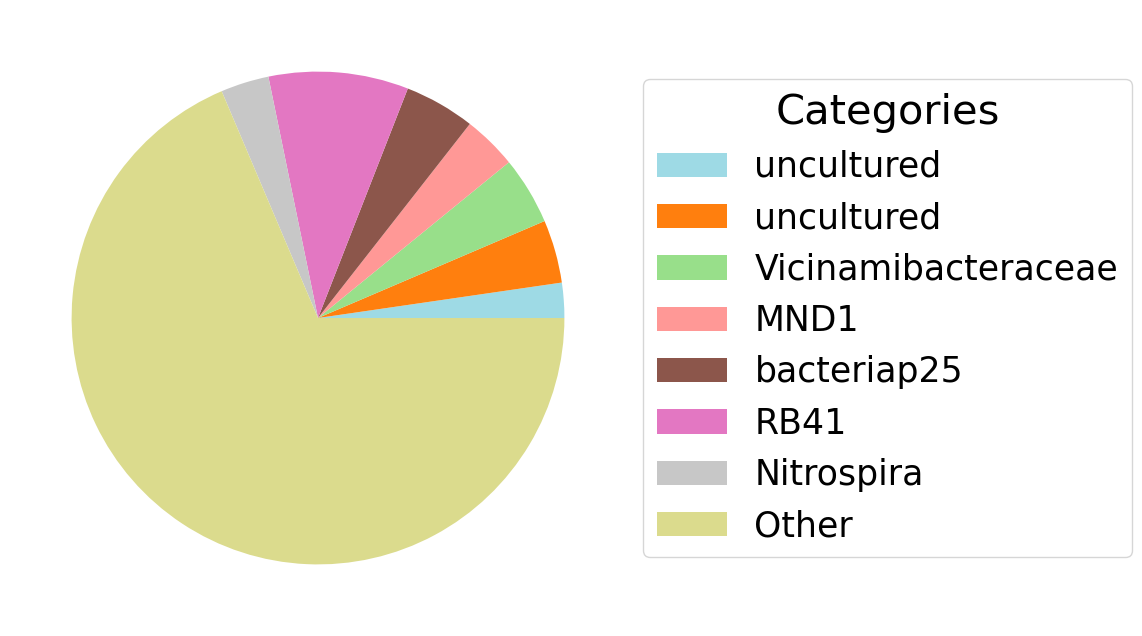 Categories
uncultured
uncultured
Vicinamibacteraceae
MND1
bacteriap25
RB41
Nitrospira
Other